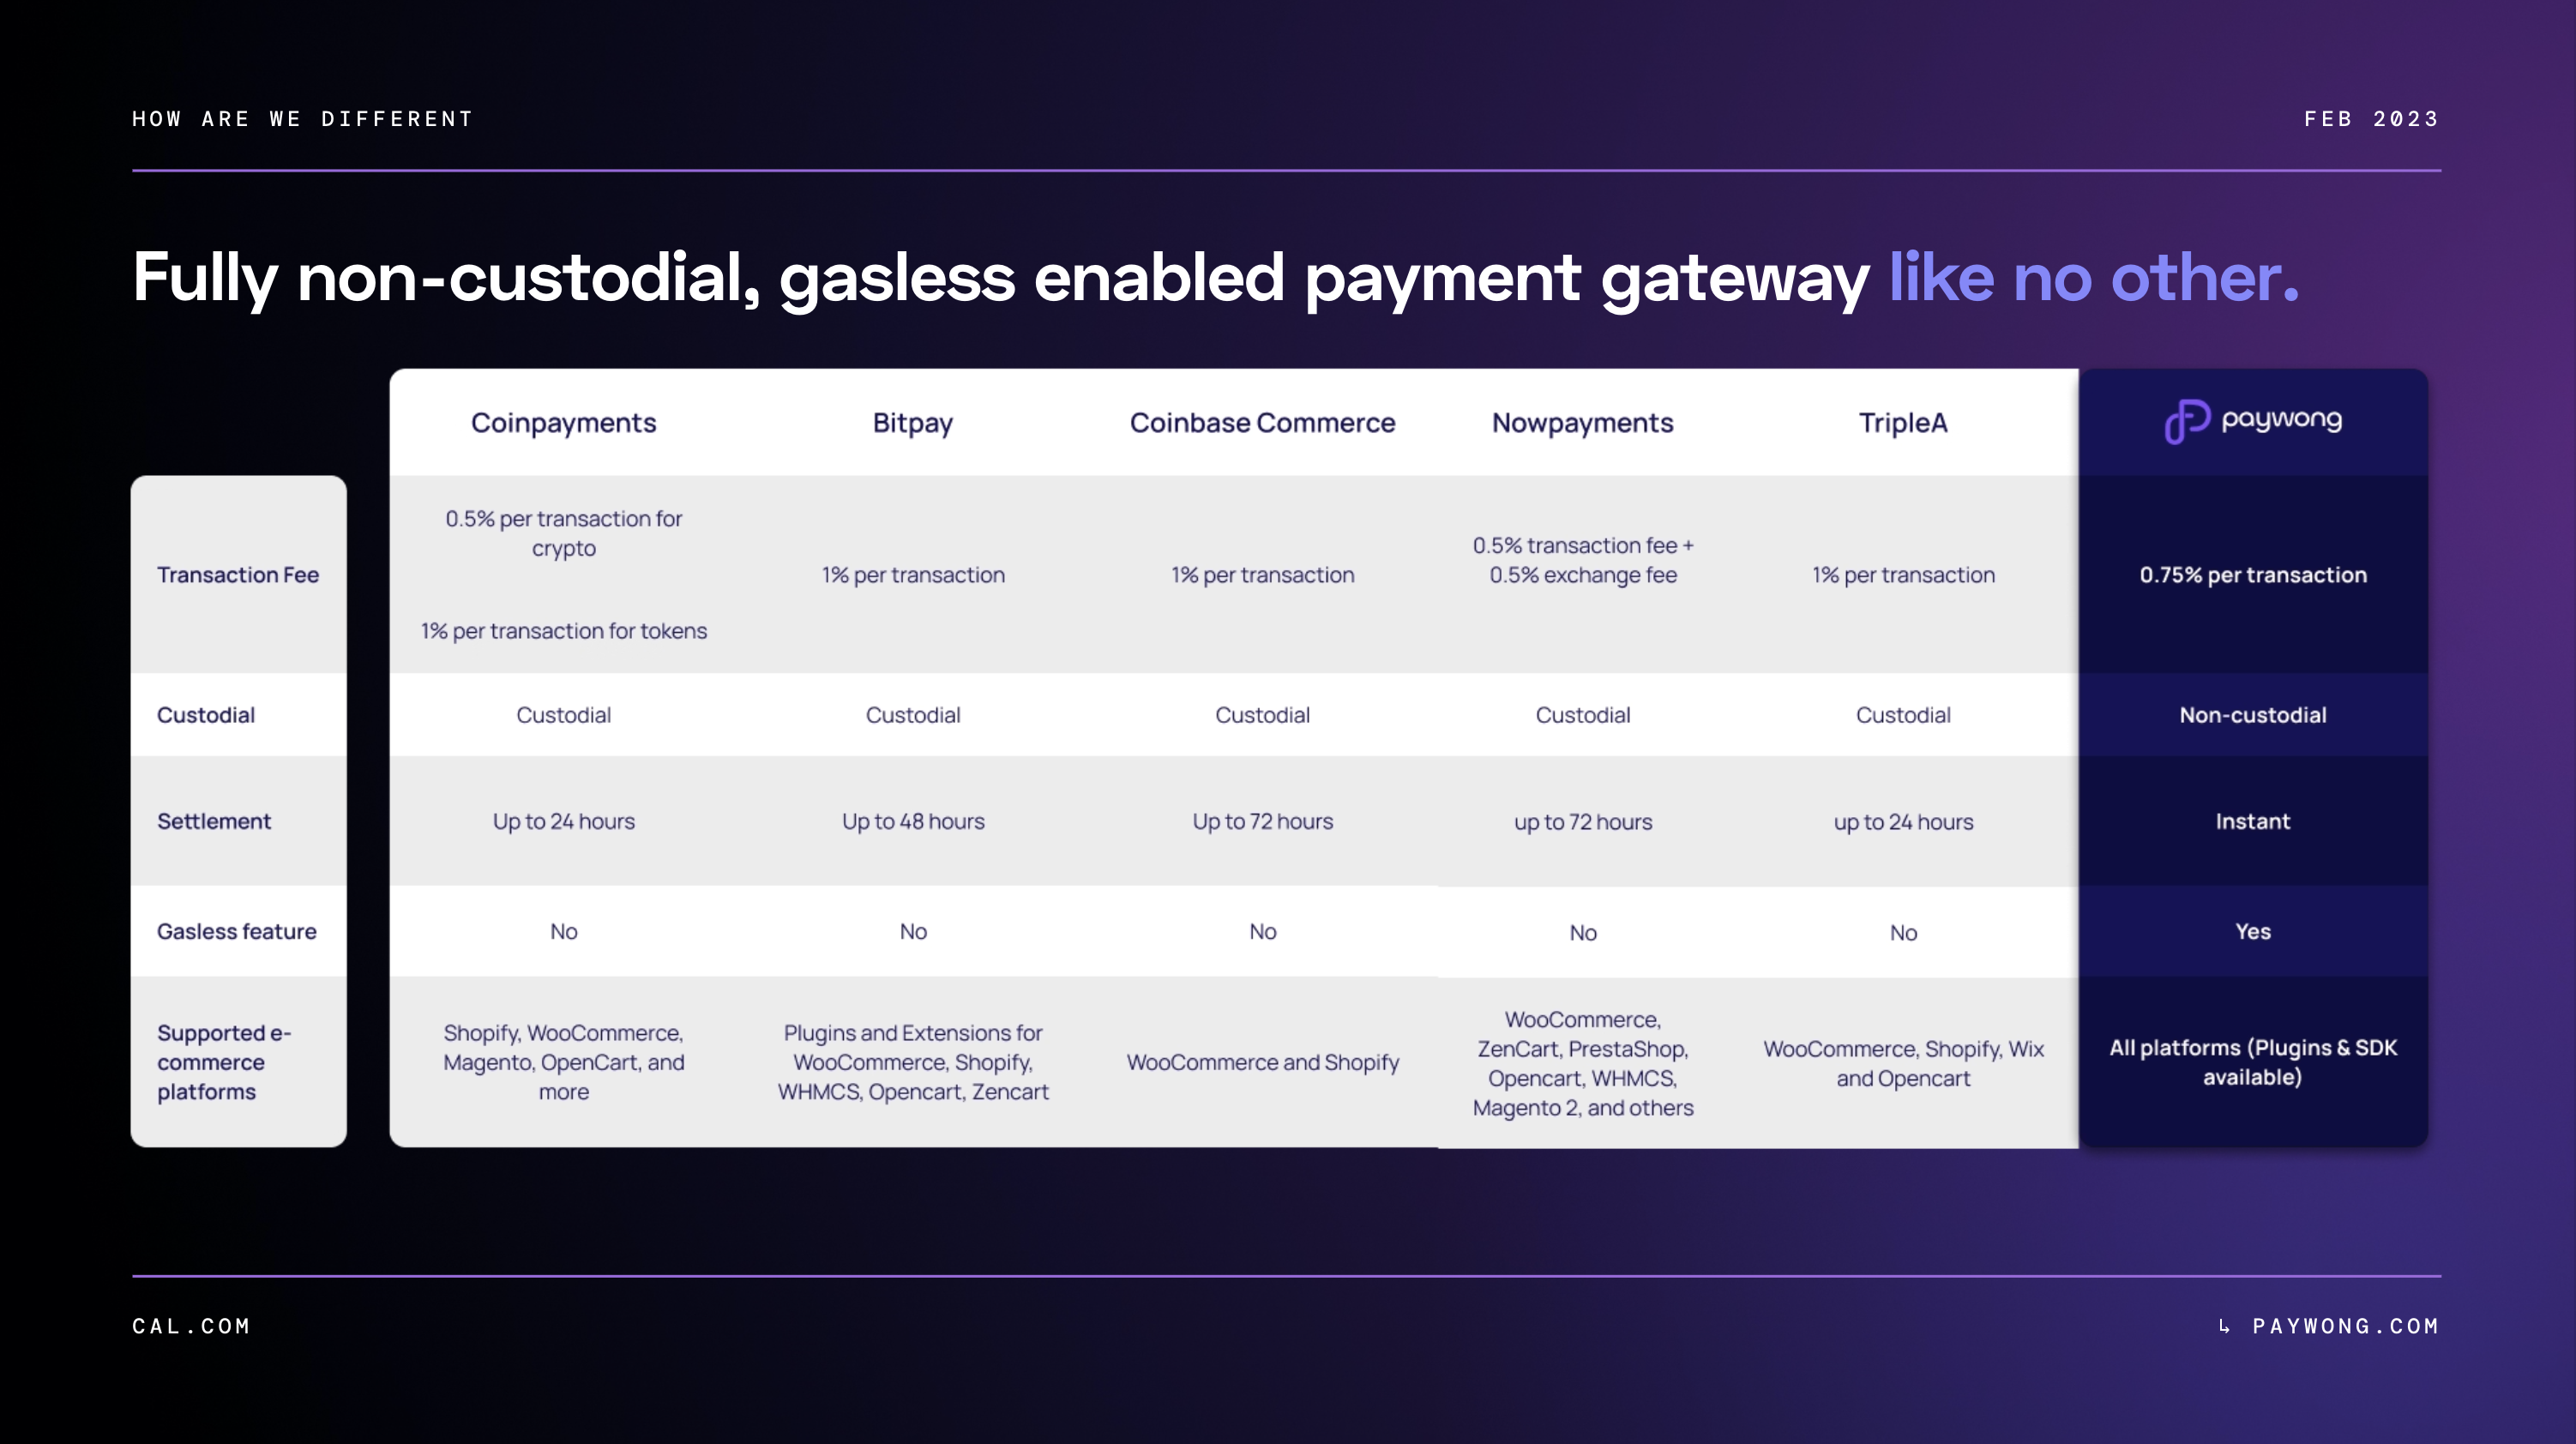 HOW ARE WE DIFFERENT
FEB 2023
Fully non-custodial, gasless enabled payment gateway like no other.
Coinpayments
Bitpay
Coinbase Commerce
Nowpayments
TripleA
paywong
Transaction Fee
0.5% per transaction for
crypto
1% per transaction for tokens
1% per transaction
1% per transaction
0.5% transaction fee +
0.5% exchange fee
1% per transaction
0.75% per transaction
Custodial
Custodial
Custodial
Custodial
Custodial
Custodial
Non-custodial
Settlement
Up to 24 hours
Up to 48 hours
Up to 72 hours
up to 72 hours
up to 24 hours
Instant
Gasless feature
No
No
No
No
No
Yes
Supported e-
commerce
platforms
Shopify, WooCommerce,
Magento, OpenCart, and
more
Plugins and Extensions for
WooCommerce, Shopify,
WHMCS, Opencart, Zencart
WooCommerce and Shopify
WooCommerce,
ZenCart, PrestaShop,
Opencart, WHMCS,
Magento 2, and others
WooCommerce, Shopify, Wix
and Opencart
All platforms (Plugins & SDK
available)
CAL.COM
↳ PAYWONG.COM